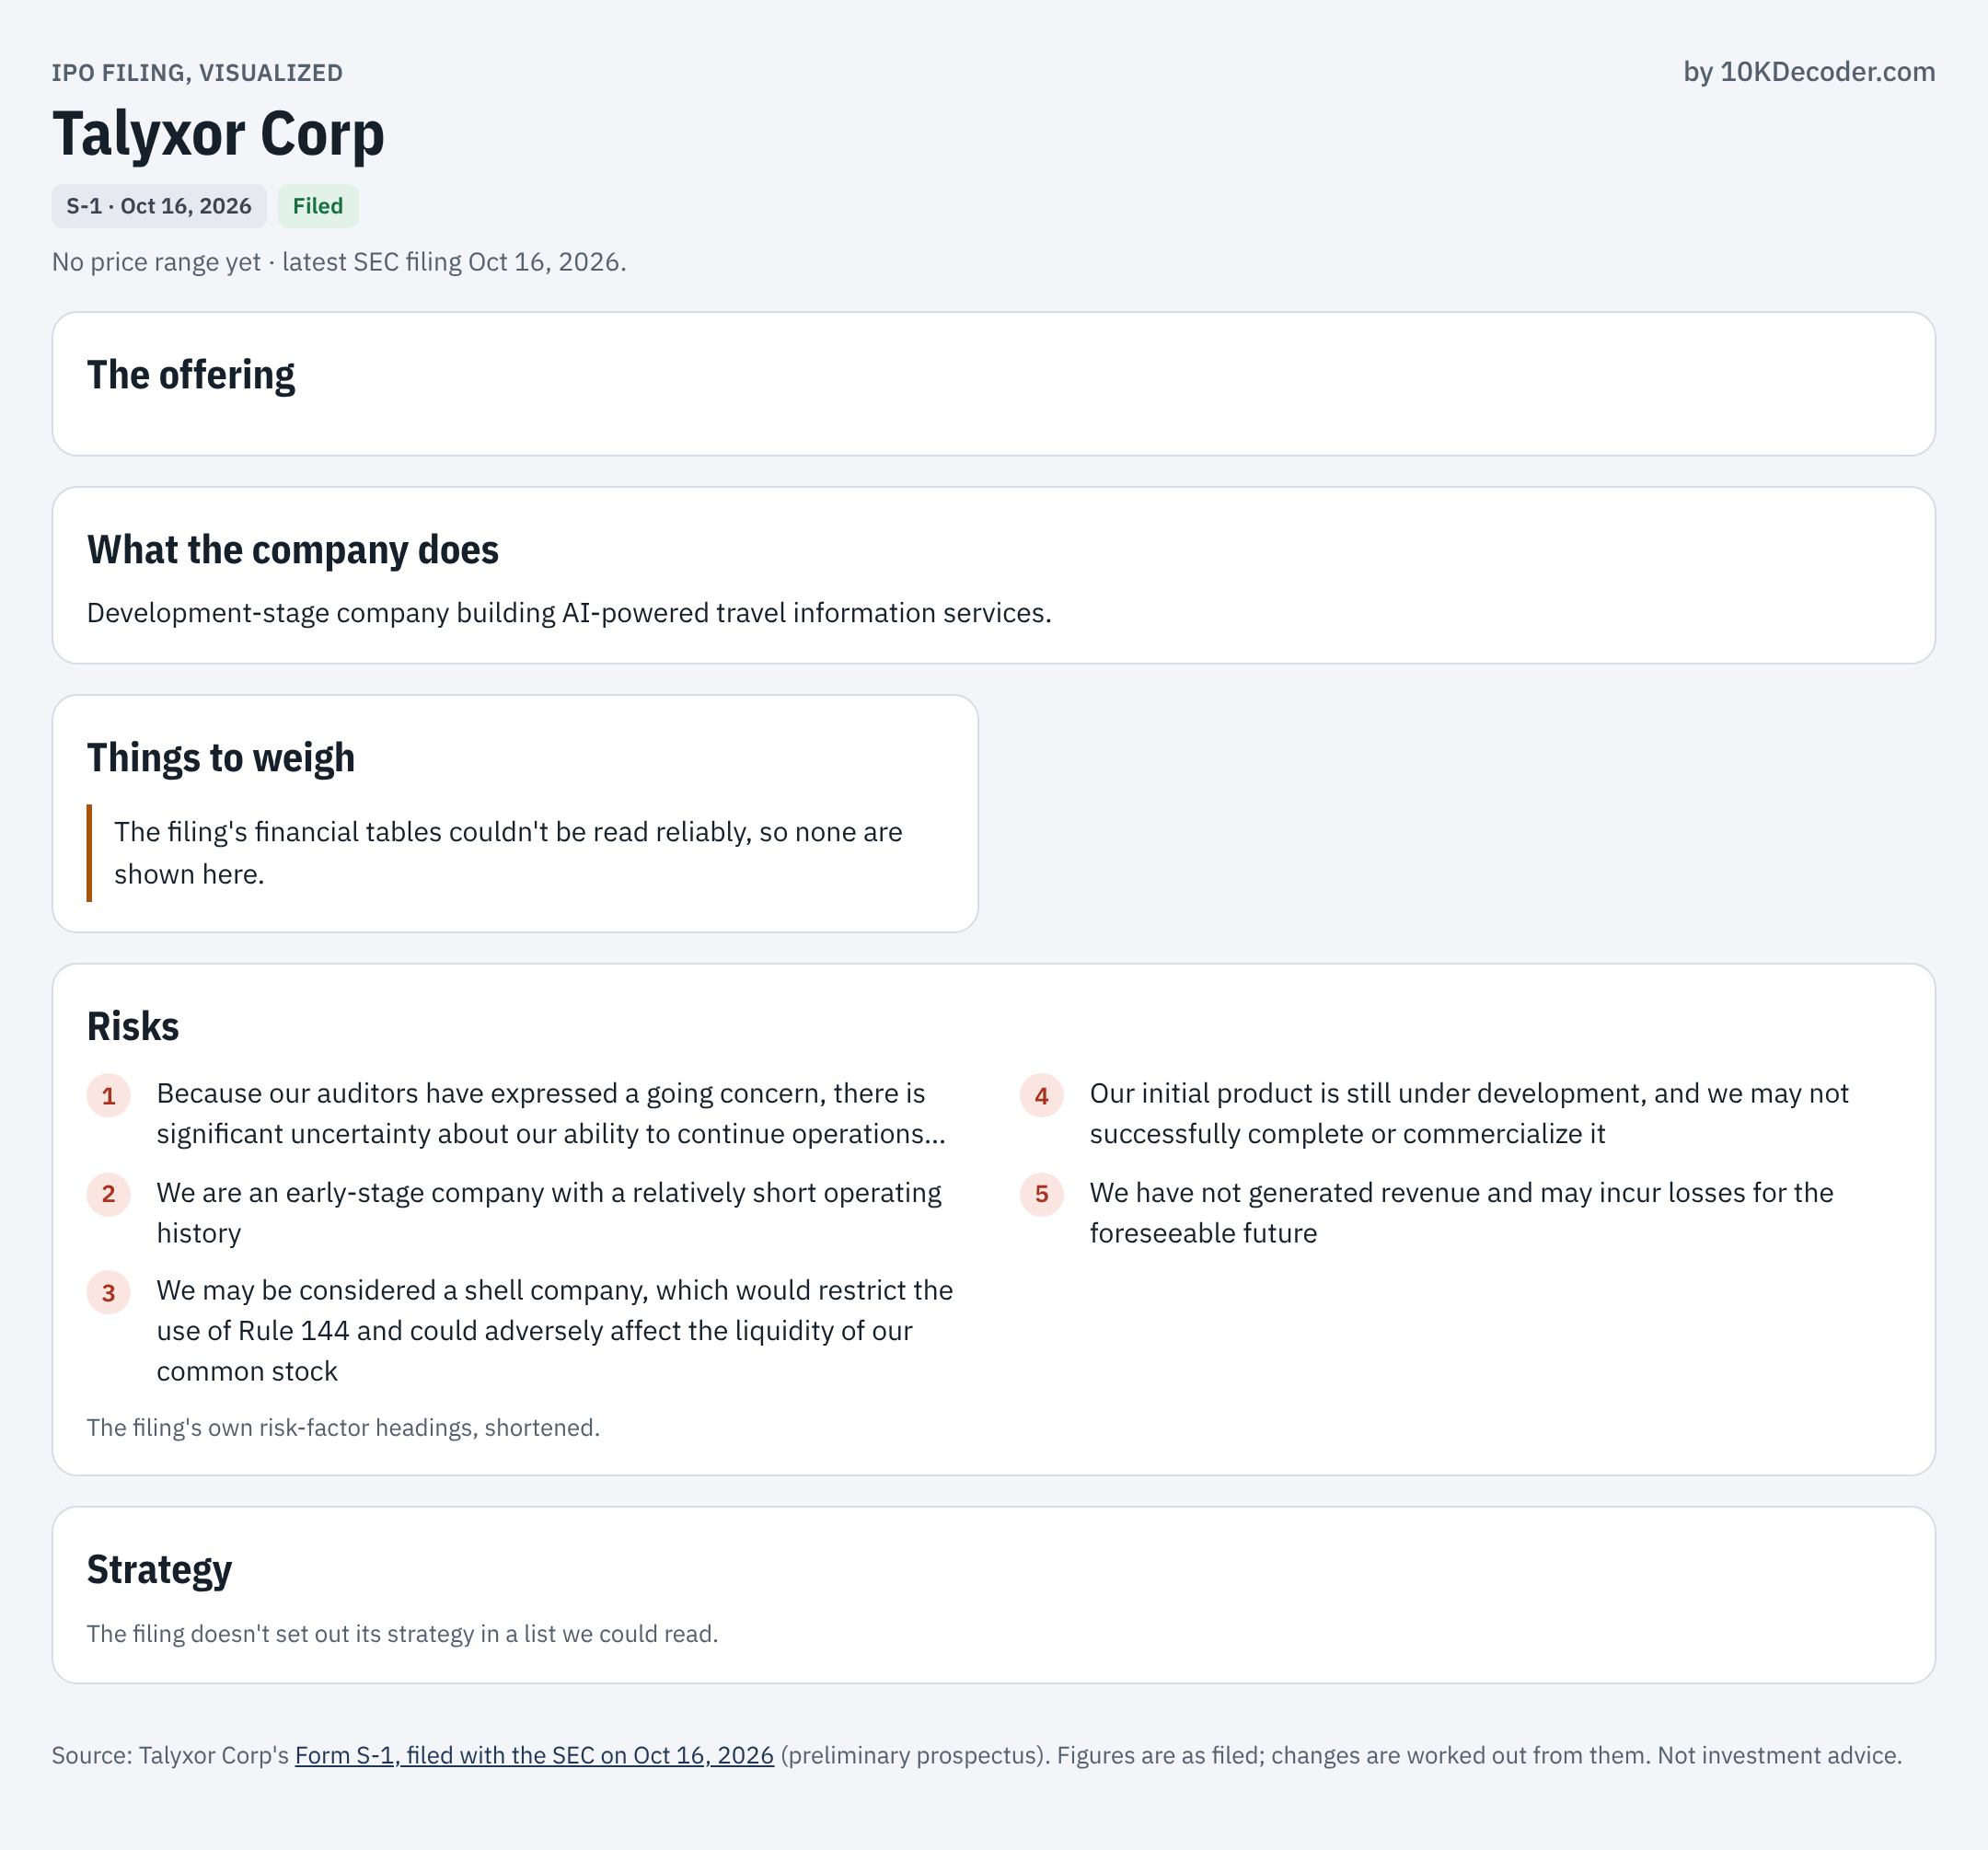 IPO FILING, VISUALIZED
by 10KDecoder.com
Talyxor Corp
S-1 · Oct 16, 2026
Filed
No price range yet · latest SEC filing Oct 16, 2026.
The offering
What the company does
Development-stage company building AI-powered travel information services.
Things to weigh
The filing's financial tables couldn't be read reliably, so none are
shown here.
Risks
1
Because our auditors have expressed a going concern, there is
significant uncertainty about our ability to continue operations...
2
We are an early-stage company with a relatively short operating
history
3
We may be considered a shell company, which would restrict the
use of Rule 144 and could adversely affect the liquidity of our
common stock
4
Our initial product is still under development, and we may not
successfully complete or commercialize it
5
We have not generated revenue and may incur losses for the
foreseeable future
The filing's own risk-factor headings, shortened.
Strategy
The filing doesn't set out its strategy in a list we could read.
Source: Talyxor Corp's Form S-1, filed with the SEC on Oct 16, 2026 (preliminary prospectus). Figures are as filed; changes are worked out from them. Not investment advice.